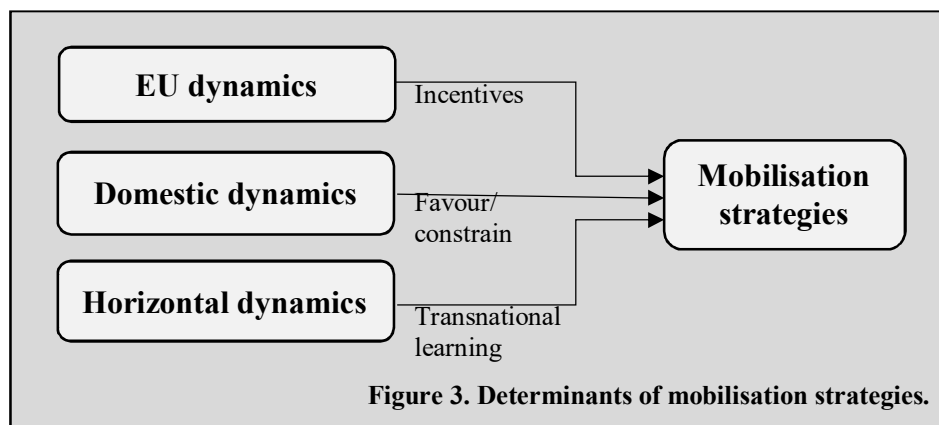 EU dynamics
Incentives
Domestic dynamics
Favour/
constrain
Horizontal dynamics
Transnational
learning
Mobilisation
strategies
Figure 3. Determinants of mobilisation strategies.